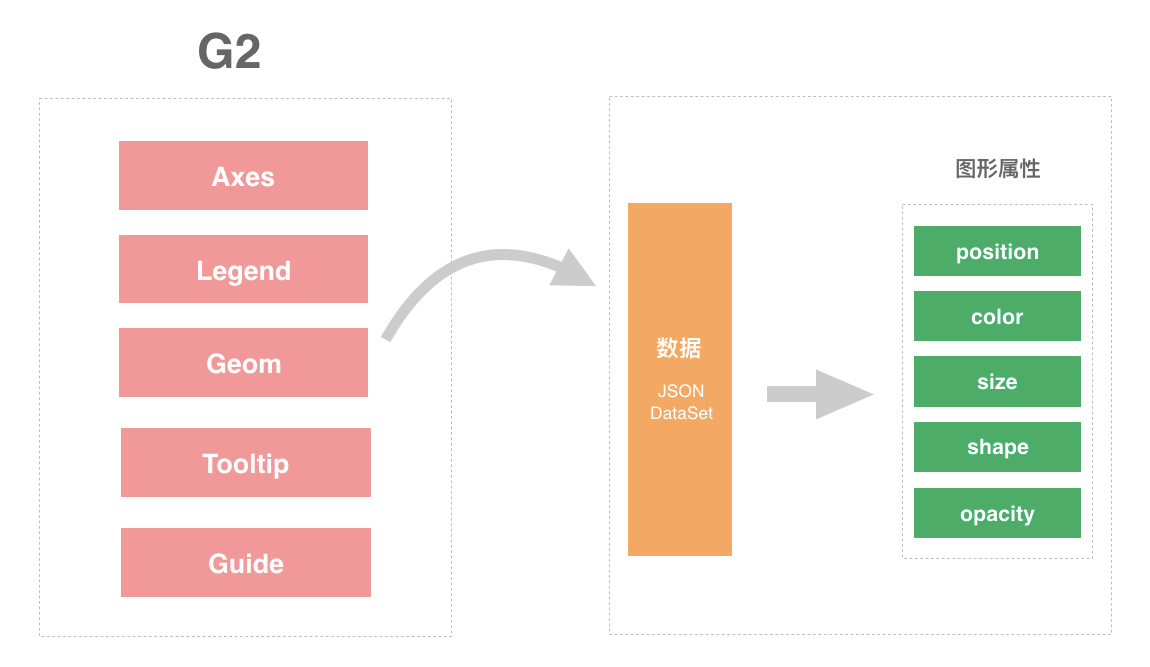 G2
Axes
Legend
Geom
Tooltip
Guide
数据
JSON
DataSet
图形属性
position
color
size
shape
opacity